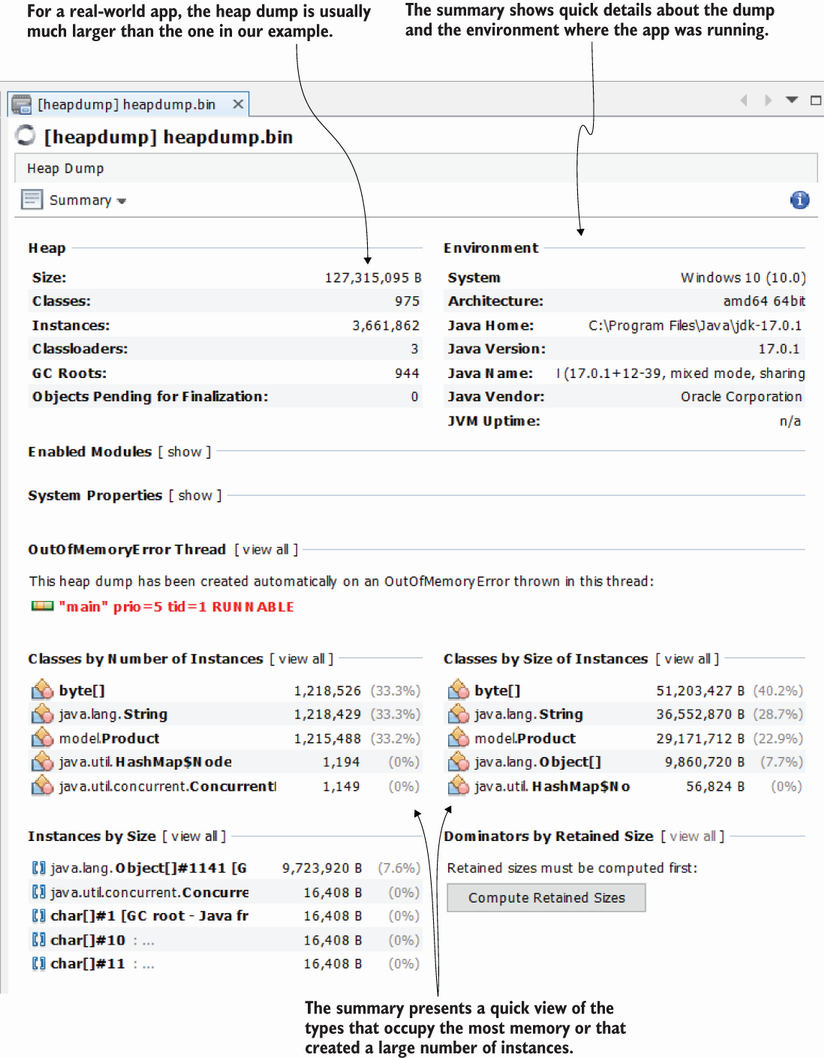 For a real-world app, the heap dump is usually
much larger than the one in our example.
The summary shows quick details about the dump
and the environment where the app was running.
[heapdump] heapdump.bin
[heapdump] heapdump.bin
Heap Dump
Summary
Heap
Size: 127,315,095 B
Classes: 975
Instances: 3,661,862
Classloaders: 3
GC Roots: 944
Objects Pending for Finalization: 0
Environment
System Windows 10 (10.0)
Architecture: amd64 64bit
Java Home: C:\Program Files\Java\jdk-17.0.1
Java Version: 17.0.1
Java Name: (17.0.1+12-39, mixed mode, sharing
Java Vendor: Oracle Corporation
JVM Uptime: n/a
Enabled Modules [ show ]
System Properties [ show ]
OutOfMemoryError Thread [ view all ]
This heap dump has been created automatically on an OutOfMemoryError thrown in this thread:
"main" prio=5 tid=1 RUNNABLE
Classes by Number of Instances [ view all ]
byte[] 1,218,526 (33.3%)
java.lang.String 1,218,429 (33.3%)
model.Product 1,215,488 (33.2%)
java.util.HashMap$Node 1,194 (0%)
java.util.concurrent.Concurrent 1,149 (0%)
Classes by Size of Instances [ view all ]
byte[] 51,203,427 B (40.2%)
java.lang.String 36,552,870 B (28.7%)
model.Product 29,171,712 B (22.9%)
java.lang.Object[] 9,860,720 B (7.7%)
java.util.HashMap$No 56,824 B (0%)
Instances by Size [ view all ]
java.lang.Object[]#1141 [G 9,723,920 B (7.6%)
java.util.concurrent.Concurre 16,408 B (0%)
char[]#1 [GC root - Java fr 16,408 B (0%)
char[]#10 : ... 16,408 B (0%)
char[]#11 : ... 16,408 B (0%)
Dominators by Retained Size [ view all ]
Retained sizes must be computed first:
Compute Retained Sizes
The summary presents a quick view of the
types that occupy the most memory or that
created a large number of instances.